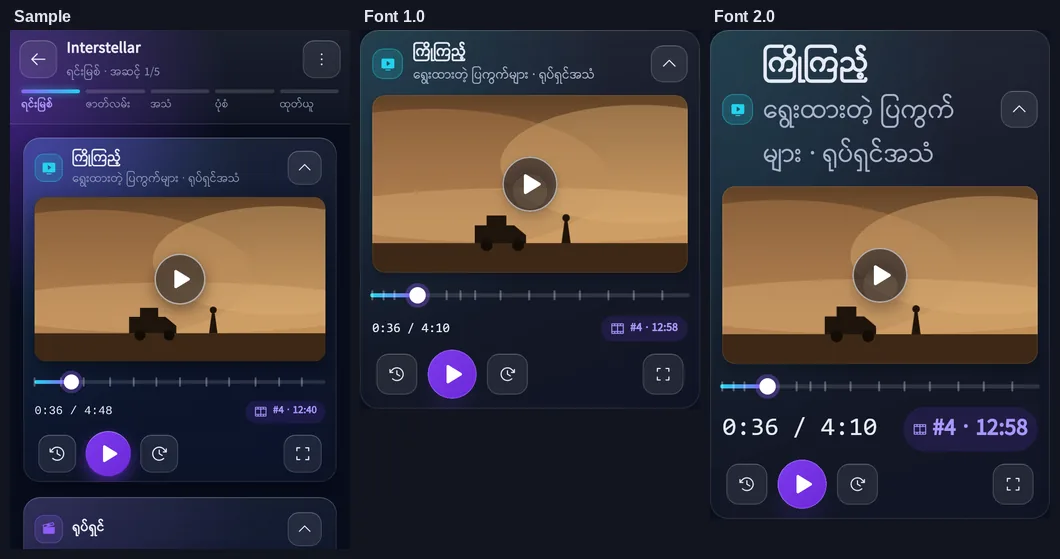 Sample
Interstellar
ရင်းမြစ် · အဆင့် 1/5
ရင်းမြစ် ဇာတ်လမ်း အသံ ပုံစံ ထုတ်ယူ
ကြိုကြည့်
ရွေးထားတဲ့ ပြကွက်များ · ရုပ်ရှင်အသံ
0:36 / 4:48 #4 · 12:40
ရုပ်ရှင်
Font 1.0
ကြိုကြည့်
ရွေးထားတဲ့ ပြကွက်များ · ရုပ်ရှင်အသံ
0:36 / 4:10 #4 · 12:58
Font 2.0
ကြိုကြည့်
ရွေးထားတဲ့ ပြကွက်
များ · ရုပ်ရှင်အသံ
0:36 / 4:10 #4 · 12:58